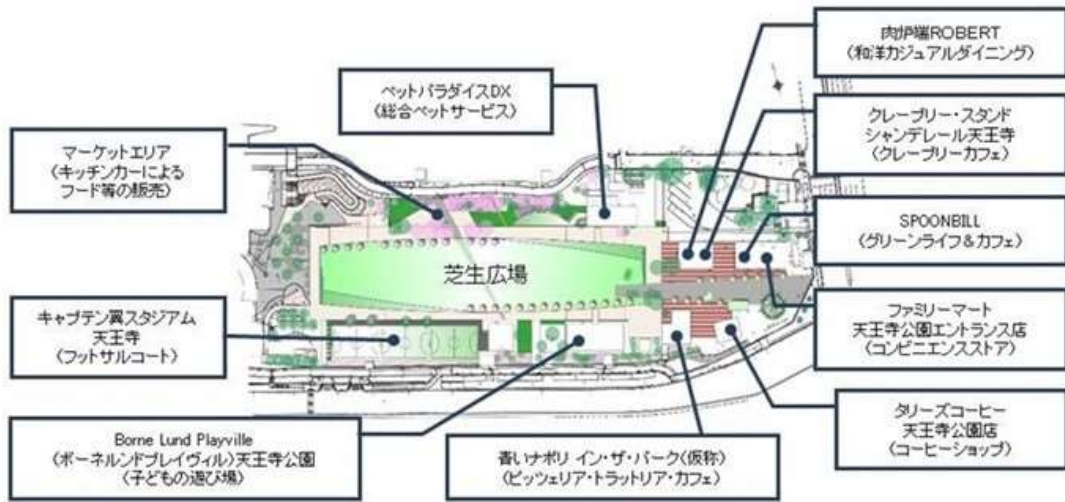 肉炉端ROBERT
(和洋カジュアルダイニング)
ペットパラダイスDX
(総合ペットサービス)
クレープリー・スタンド
シャンデレール天王寺
(クレープリーカフェ)
マーケットエリア
(キッチンカーによる
フード等の販売)
SPOONBILL
(グリーンライフ&カフェ)
芝生広場
キャプテン翼スタジアム
天王寺
(フットサルコート)
ファミリーマート
天王寺公園エントランス店
(コンビニエンスストア)
タリーズコーヒー
天王寺公園店
(コーヒーショップ)
Borne Lund Playville
(ボーネルンドプレイヴィル)天王寺公園
(子どもの遊び場)
青いナポリ イン・ザ・パーク(仮称)
(ピッツェリア・トラットリア・カフェ)